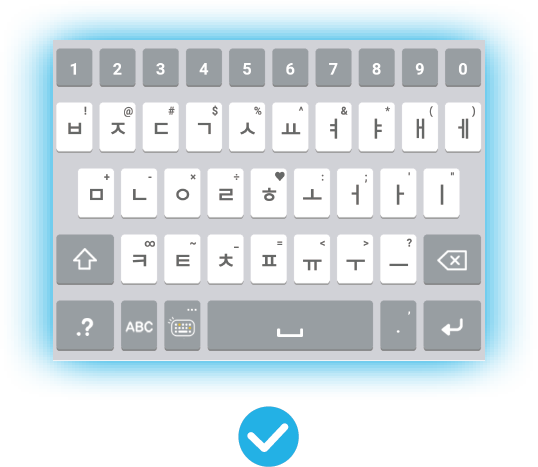 1 2 3 4 5 6 7 8 9 0
! @ # $ % ^ & * ( )
ㅂ ㅈ ㄷ ㄱ ㅅ ㅛ ㅕ ㅑ ㅐ ㅔ
+ - × ÷ ♥ : ; ' "
ㅁ ㄴ ㅇ ㄹ ㅎ ㅗ ㅓ ㅏ ㅣ
∞ ~ _ = < > ?
ㅋ ㅌ ㅊ ㅍ ㅠ ㅜ ㅡ
... ,
.? ABC .